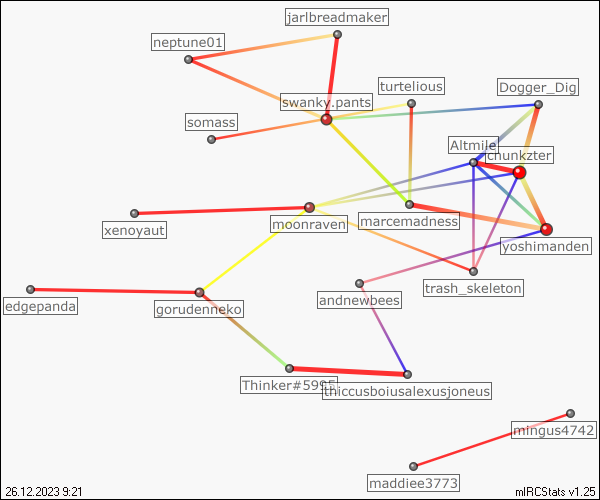 jarlbreadmaker
neptune01
turtelious
Dogger_Dig
swanky.pants
somass
Altmile
chunkzter
xenoyaut
moonraven
marcemadness
yoshimanden
trash_skeleton
andnewbees
edgepanda
gorudenneko
Thinker#5995
thiccusboiusalexusjoneus
mingus4742
maddiee3773
26.12.2023 9:21
mIRCStats v1.25